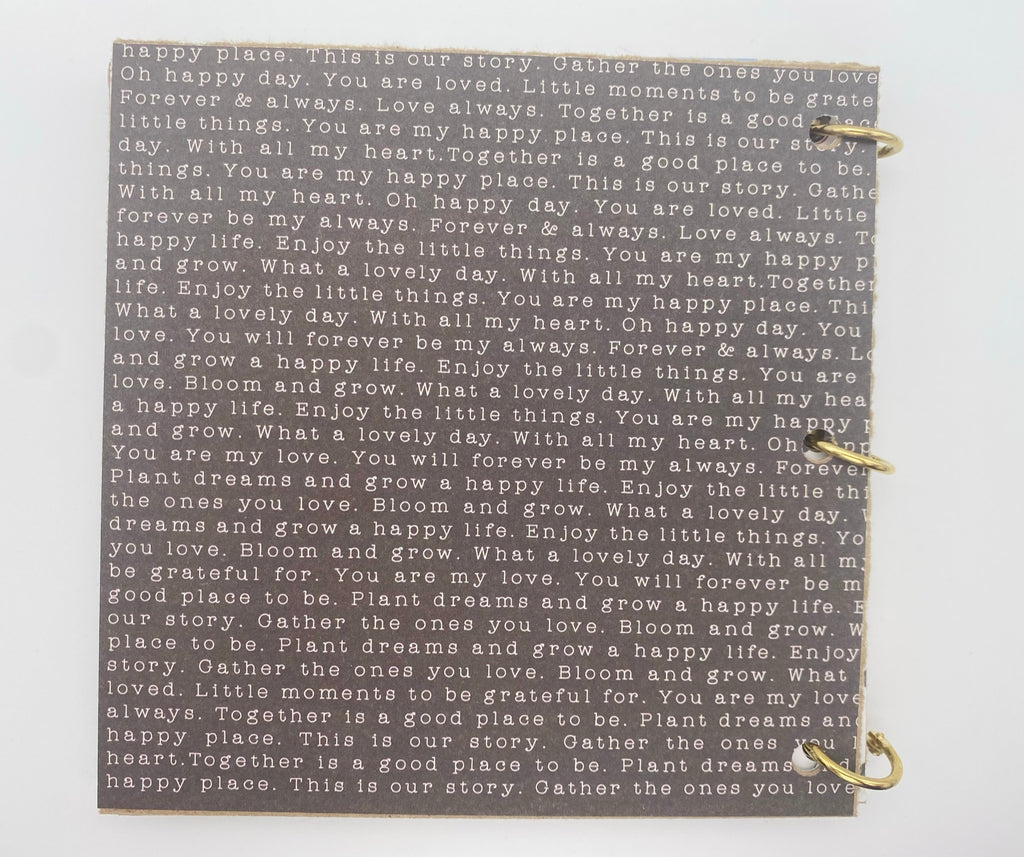 happy place. This is our story. Gather the ones you love
Oh happy day. You are loved. Little moments to be grate
Forever & always. Love always. Together is a good
little things. You are my happy place. This is our story.
day. With all my heart.Together is a good place to be.
things. You are my happy place. This is our story. Gathe
With all my heart. Oh happy day. You are loved. Little
forever be my always. Forever & always. Love always. To
happy life. Enjoy the little things. You are my happy p
and grow. What a lovely day. With all my heart.Together
life. Enjoy the little things. You are my happy place. Thi
What a lovely day. With all my heart. Oh happy day. You
love. You will forever be my always. Forever & always. Lo
and grow a happy life. Enjoy the little things. You are
love. Bloom and grow. What a lovely day. With all my hea
a happy life. Enjoy the little things. You are my happy p
and grow. What a lovely day. With all my heart. Oh
You are my love. You will forever be my always. Forever
Plant dreams and grow a happy life. Enjoy the little thi
the ones you love. Bloom and grow. What a lovely day.
dreams and grow a happy life. Enjoy the little things. Yo
you love. Bloom and grow. What a lovely day. With all m
be grateful for. You are my love. You will forever be m
good place to be. Plant dreams and grow a happy life. E
our story. Gather the ones you love. Bloom and grow. W
place to be. Plant dreams and grow a happy life. Enjoy
story. Gather the ones you love. Bloom and grow. What
loved. Little moments to be grateful for. You are my love
always. Together is a good place to be. Plant dreams and
happy place. This is our story. Gather the ones you l
heart.Together is a good place to be. Plant dreams
happy place. This is our story. Gather the ones you love